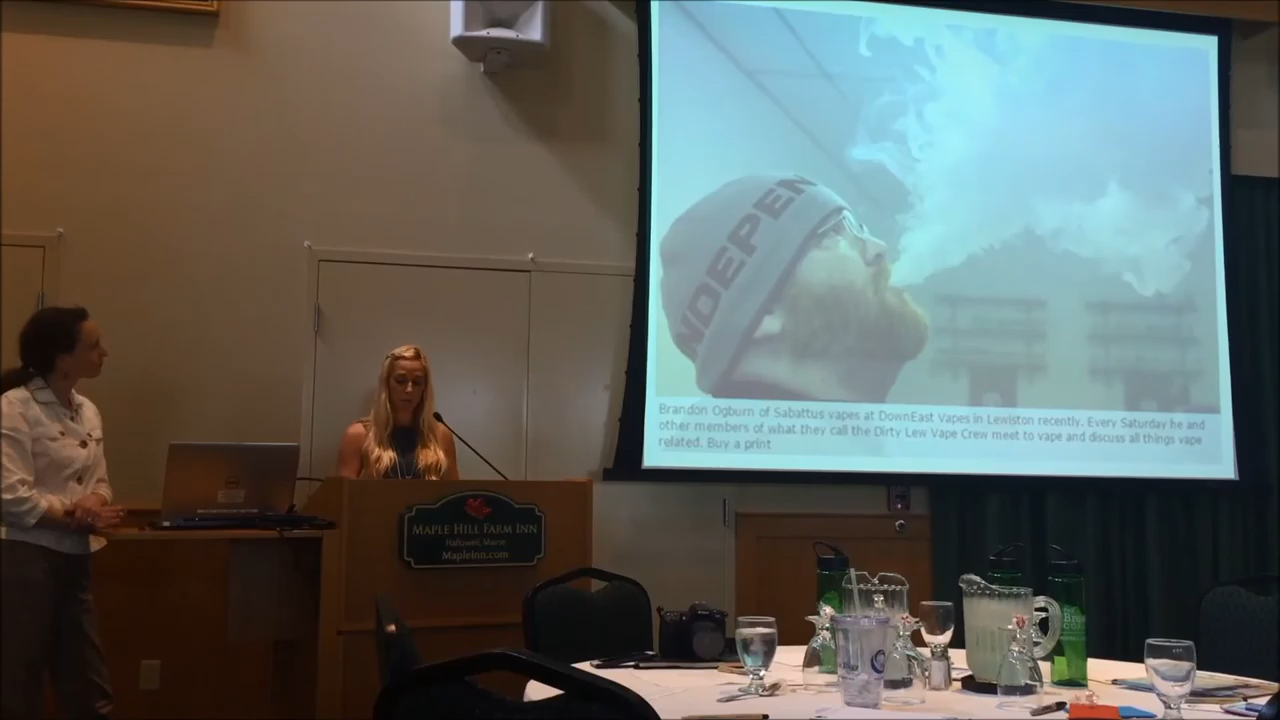 INDEPEN
Brandon Ogburn of Sabattus vapes at DownEast Vapes in Lewiston recently. Every Saturday he and
other members of what they call the Dirty Lew Vape Crew meet to vape and discuss all things vape
related. Buy a print
MAPLE HILL FARM INN
Hallowell, Maine
MapleInn.com
DELL